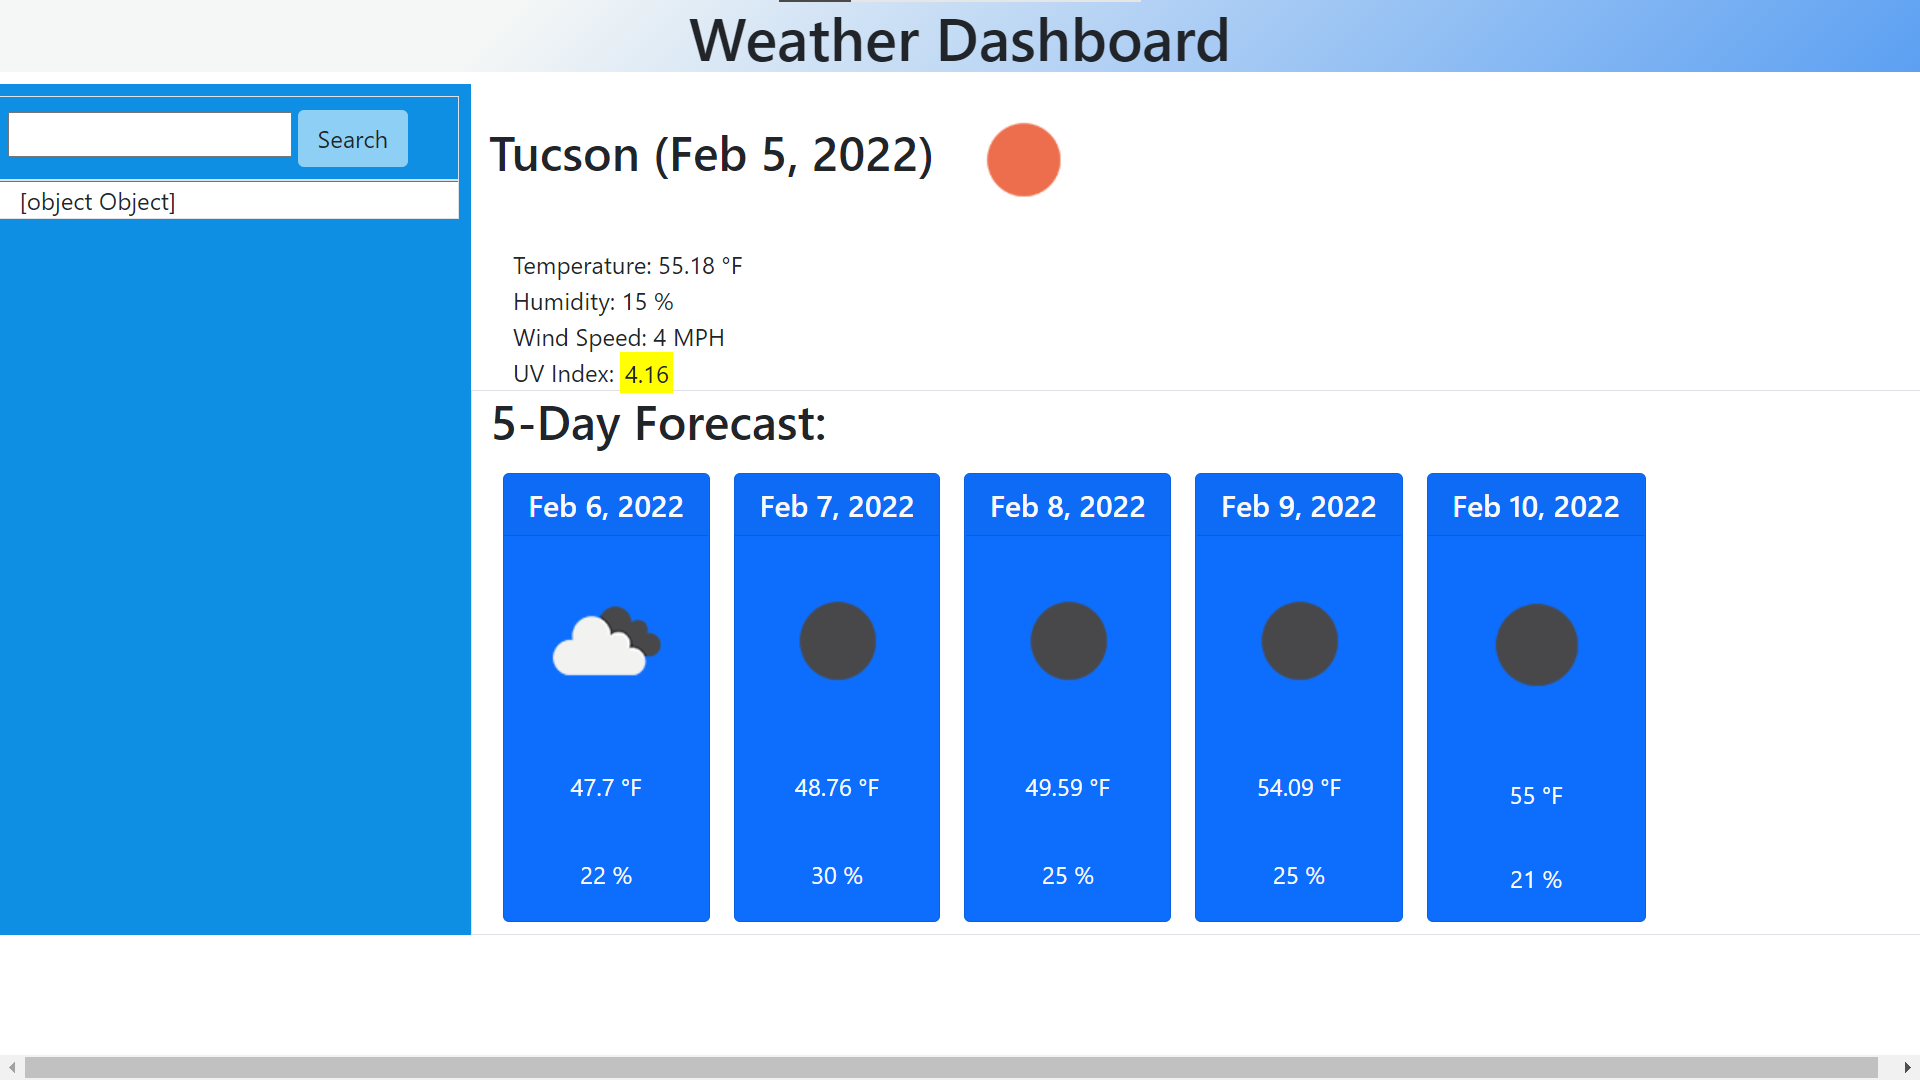 Weather Dashboard
Search
[object Object]
Tucson (Feb 5, 2022)
Temperature: 55.18 °F
Humidity: 15 %
Wind Speed: 4 MPH
UV Index: 4.16
5-Day Forecast:
Feb 6, 2022
47.7 °F
22 %
Feb 7, 2022
48.76 °F
30 %
Feb 8, 2022
49.59 °F
25 %
Feb 9, 2022
54.09 °F
25 %
Feb 10, 2022
55 °F
21 %